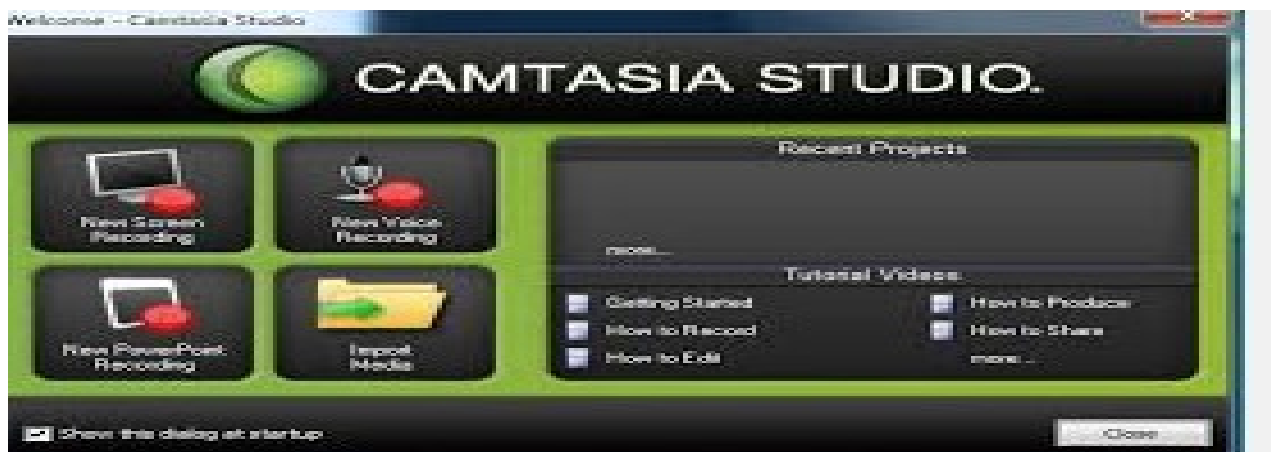 Welcome - Camtasia Studio
CAMTASIA STUDIO.
New Screen
Recording
New Voice
Recording
New PowerPoint
Recording
Import
Media
Recent Projects
more...
Tutorial Videos
Getting Started
How to Record
How to Edit
How to Produce
How to Share
more...
Show this dialog at startup
Close